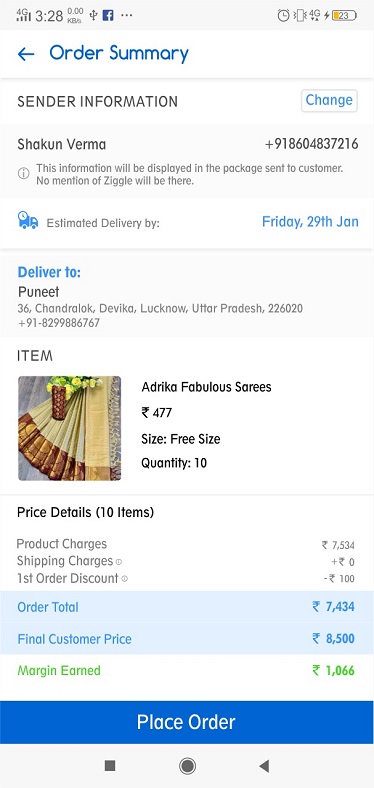 4G 3:28 0.00 KB/s 4G 23
Order Summary
SENDER INFORMATION Change
Shakun Verma +918604837216
This information will be displayed in the package sent to customer.
No mention of Ziggle will be there.
Estimated Delivery by: Friday, 29th Jan
Deliver to:
Puneet
36, Chandralok, Devika, Lucknow, Uttar Pradesh, 226020
+91-8299886767
ITEM
Adrika Fabulous Sarees
₹ 477
Size: Free Size
Quantity: 10
Price Details (10 Items)
Product Charges ₹ 7,534
Shipping Charges +₹ 0
1st Order Discount -₹ 100
Order Total ₹ 7,434
Final Customer Price ₹ 8,500
Margin Earned ₹ 1,066
Place Order